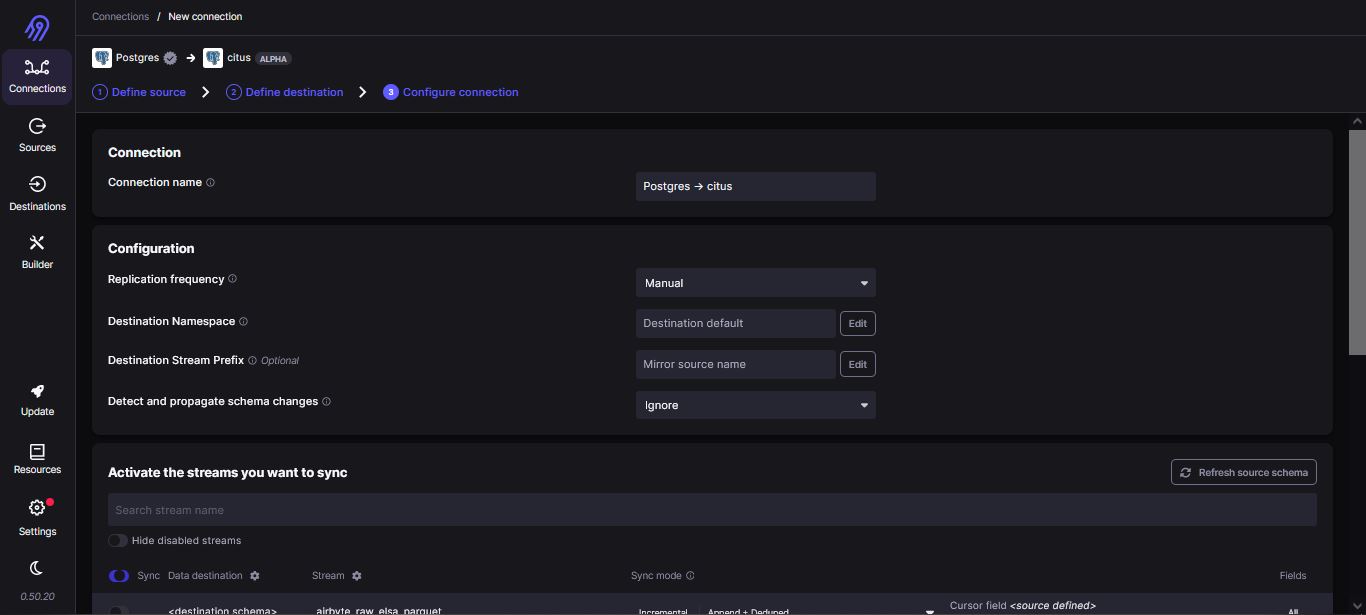 Connections / New connection
Postgres → citus ALPHA
1 Define source 2 Define destination 3 Configure connection
Connections
Sources
Destinations
Builder
Update
Resources
Settings
0.50.20
Connection
Connection name
Postgres → citus
Configuration
Replication frequency
Manual
Destination Namespace
Destination default
Edit
Destination Stream Prefix Optional
Mirror source name
Edit
Detect and propagate schema changes
Ignore
Activate the streams you want to sync
Refresh source schema
Search stream name
Hide disabled streams
Sync Data destination Stream Sync mode Fields
<destination schema> _airbyte_raw_elsa_parquet Incremental Append + Deduped Cursor field <source defined> All